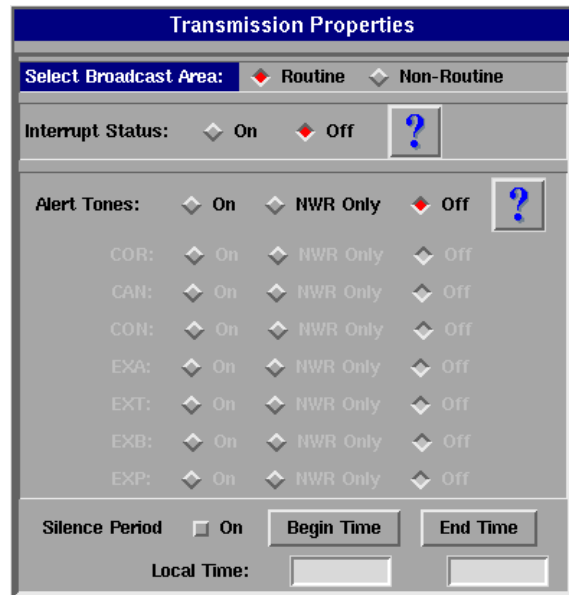 Transmission Properties
Select Broadcast Area: Routine Non-Routine
Interrupt Status: On Off ?
Alert Tones: On NWR Only Off ?
COR: On NWR Only Off
CAN: On NWR Only Off
CON: On NWR Only Off
EXA: On NWR Only Off
EXT: On NWR Only Off
EXB: On NWR Only Off
EXP: On NWR Only Off
Silence Period On Begin Time End Time
Local Time: